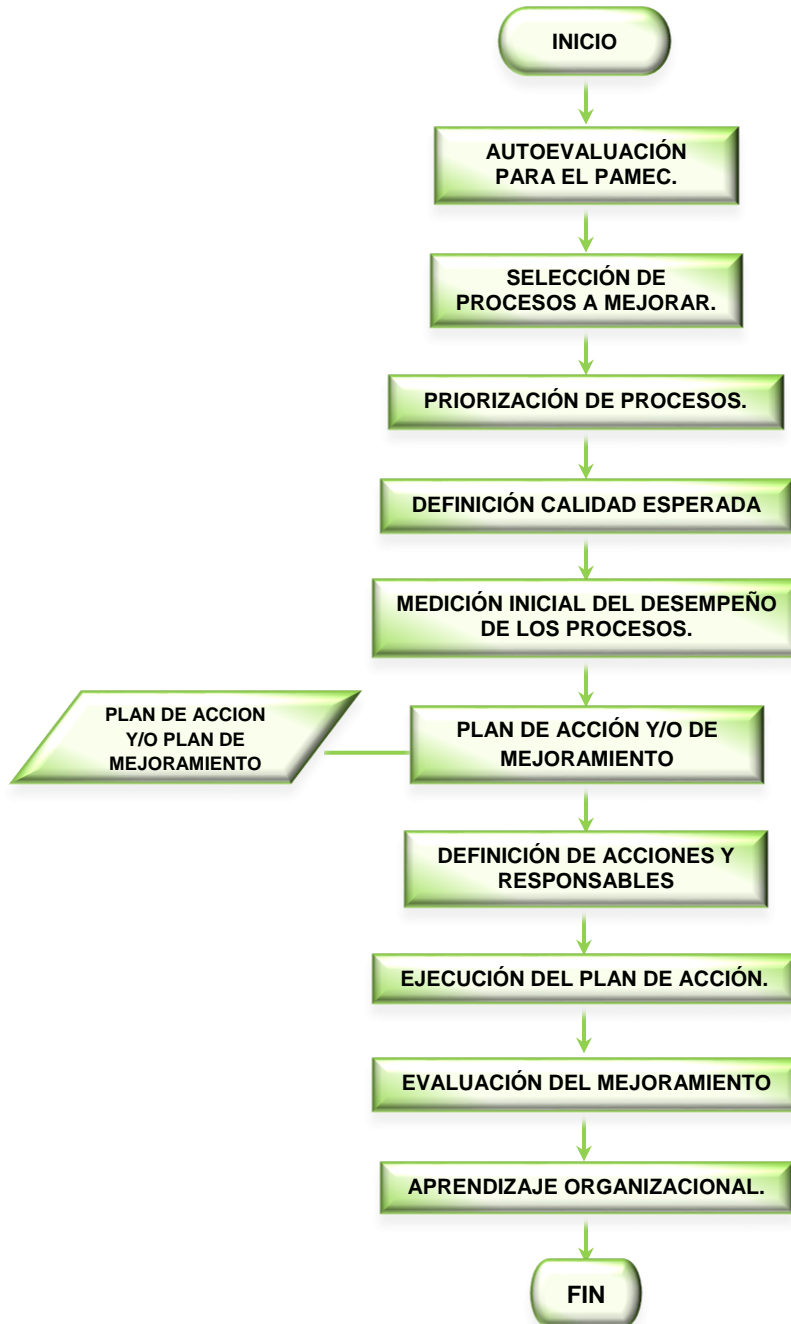 INICIO
AUTOEVALUACIÓN
PARA EL PAMEC.
SELECCIÓN DE
PROCESOS A MEJORAR.
PRIORIZACIÓN DE PROCESOS.
DEFINICIÓN CALIDAD ESPERADA
MEDICIÓN INICIAL DEL DESEMPEÑO
DE LOS PROCESOS.
PLAN DE ACCION
Y/O PLAN DE
MEJORAMIENTO
PLAN DE ACCIÓN Y/O DE
MEJORAMIENTO
DEFINICIÓN DE ACCIONES Y
RESPONSABLES
EJECUCIÓN DEL PLAN DE ACCIÓN.
EVALUACIÓN DEL MEJORAMIENTO
APRENDIZAJE ORGANIZACIONAL.
FIN